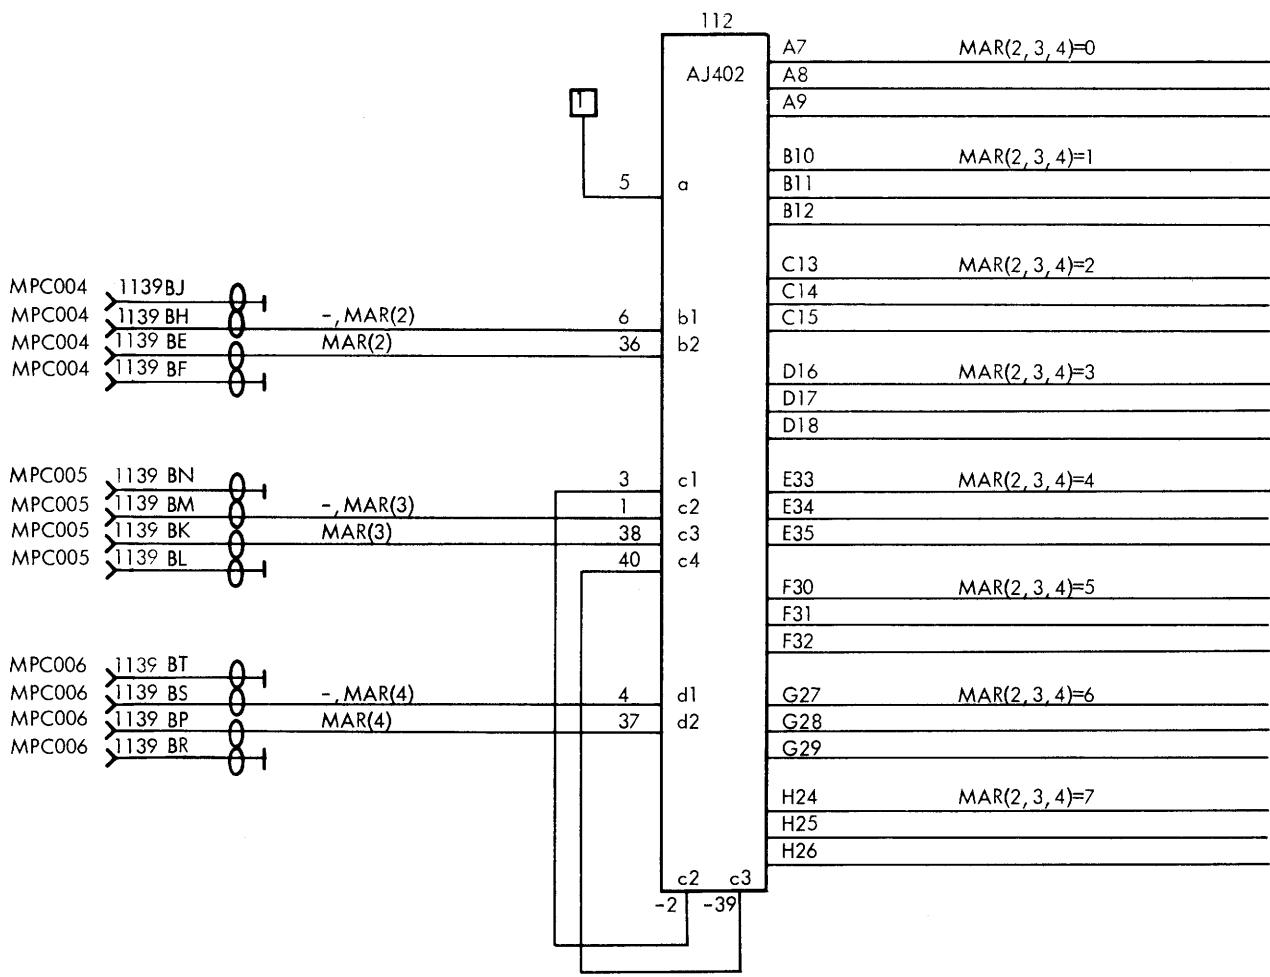 112
AJ402
A7 MAR(2,3,4)=0
A8
A9
1
B10 MAR(2,3,4)=1
B11
B12
5 a
C13 MAR(2,3,4)=2
C14
C15
MPC004 1139BJ
MPC004 1139 BH -, MAR(2) 6 b1
MPC004 1139 BE MAR(2) 36 b2
MPC004 1139 BF
D16 MAR(2,3,4)=3
D17
D18
MPC005 1139 BN 3 c1
MPC005 1139 BM -, MAR(3) 1 c2
MPC005 1139 BK MAR(3) 38 c3
MPC005 1139 BL 40 c4
E33 MAR(2,3,4)=4
E34
E35
F30 MAR(2,3,4)=5
F31
F32
MPC006 1139 BT
MPC006 1139 BS -, MAR(4) 4 d1
MPC006 1139 BP MAR(4) 37 d2
MPC006 1139 BR
G27 MAR(2,3,4)=6
G28
G29
H24 MAR(2,3,4)=7
H25
H26
c2 c3
-2 -39